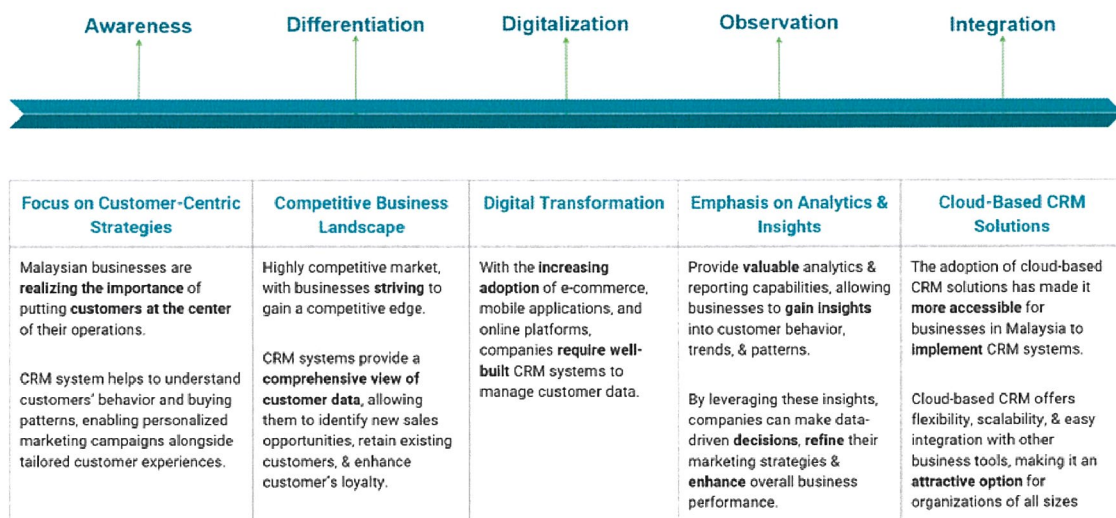 Awareness
Differentiation
Digitalization
Observation
Integration
Focus on Customer-Centric
Strategies
Malaysian businesses are
realizing the importance of
putting customers at the center
of their operations.
CRM system helps to understand
customers' behavior and buying
patterns, enabling personalized
marketing campaigns alongside
tailored customer experiences.
Competitive Business
Landscape
Highly competitive market,
with businesses striving to
gain a competitive edge.
CRM systems provide a
comprehensive view of
customer data, allowing
them to identify new sales
opportunities, retain existing
customers, & enhance
customer's loyalty.
Digital Transformation
With the increasing
adoption of e-commerce,
mobile applications, and
online platforms,
companies require well-
built CRM systems to
manage customer data.
Emphasis on Analytics &
Insights
Provide valuable analytics &
reporting capabilities, allowing
businesses to gain insights
into customer behavior,
trends, & patterns.
By leveraging these insights,
companies can make data-
driven decisions, refine their
marketing strategies &
enhance overall business
performance.
Cloud-Based CRM
Solutions
The adoption of cloud-based
CRM solutions has made it
more accessible for
businesses in Malaysia to
implement CRM systems.
Cloud-based CRM offers
flexibility, scalability, & easy
integration with other
business tools, making it an
attractive option for
organizations of all sizes